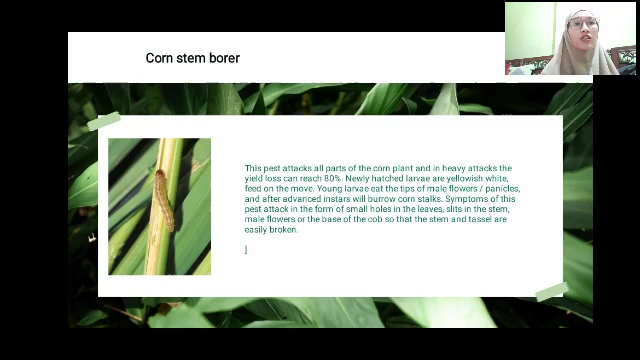 Corn stem borer
This pest attacks all parts of the corn plant and in heavy attacks the
yield loss can reach 80%. Newly hatched larvae are yellowish white,
feed on the move. Young larvae eat the tips of male flowers / panicles,
and after advanced instars will burrow corn stalks. Symptoms of this
pest attack in the form of small holes in the leaves, slits in the stem,
male flowers or the base of the cob so that the stem and tassel are
easily broken.
]